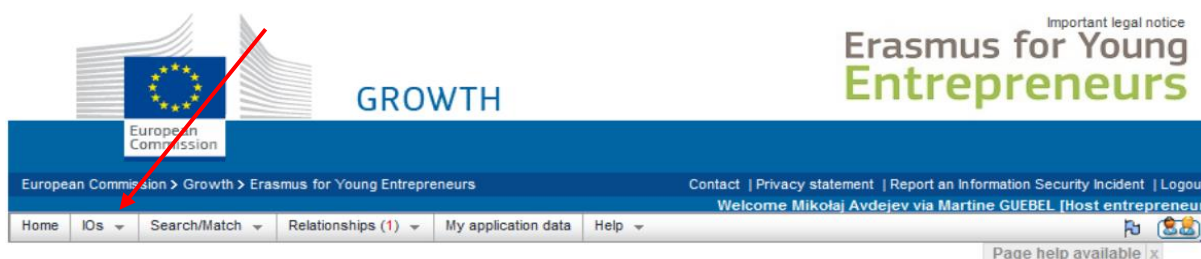 Important legal notice
Erasmus for Young
Entrepreneurs
GROWTH
European
Commission
European Commission > Growth > Erasmus for Young Entrepreneurs
Contact | Privacy statement | Report an Information Security Incident | Logou
Welcome Mikołaj Avdejev via Martine GUEBEL [Host entrepreneur
Home IOs Search/Match Relationships (1) My application data Help
Page help available x